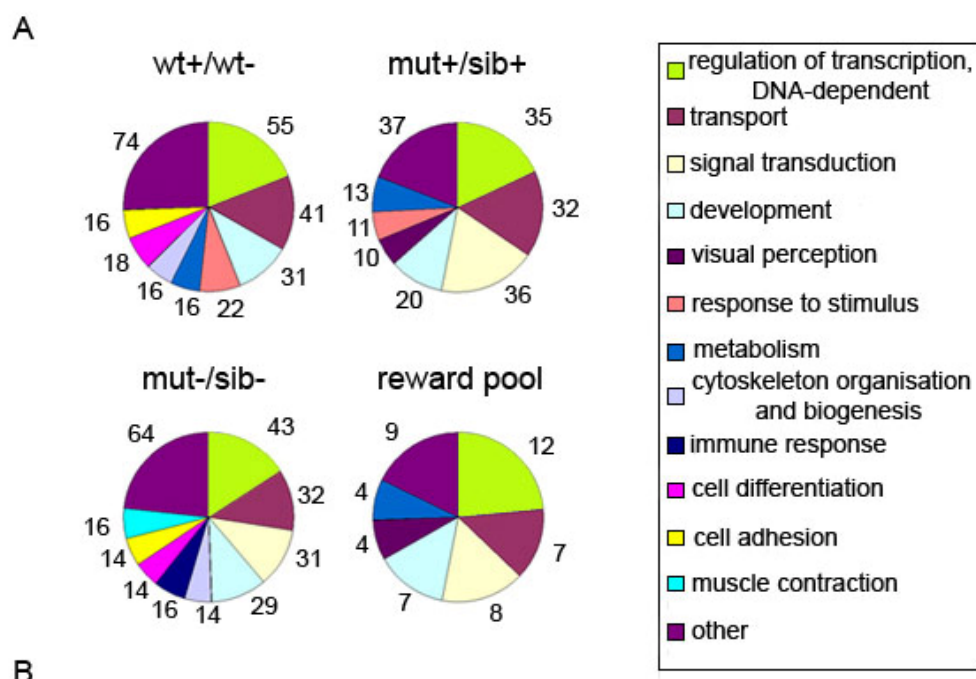 A
wt+/wt-
mut+/sib+
74
55
41
31
22
16
16
18
16
37
35
32
36
20
10
11
13
mut-/sib-
reward pool
64
43
32
31
29
14
16
14
14
16
9
12
7
8
7
4
4
regulation of transcription,
DNA-dependent
transport
signal transduction
development
visual perception
response to stimulus
metabolism
cytoskeleton organisation
and biogenesis
immune response
cell differentiation
cell adhesion
muscle contraction
other
B